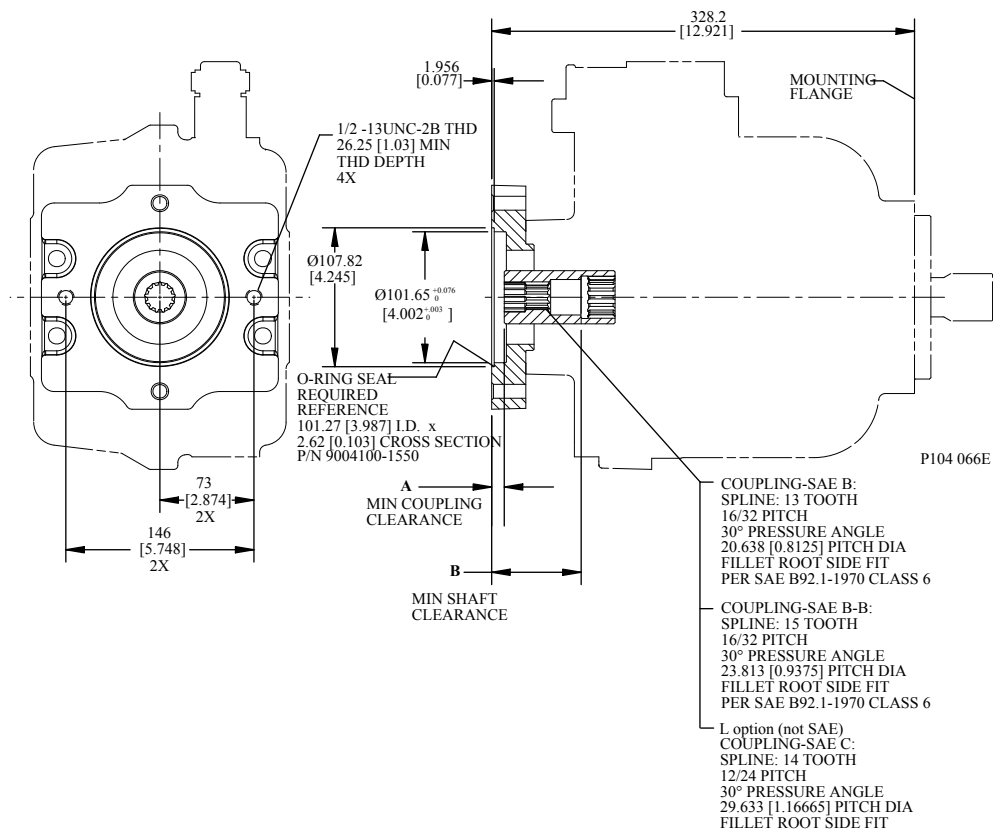 328.2
[12.921]
1.956
[0.077]
MOUNTING
FLANGE
1/2 -13UNC-2B THD
26.25 [1.03] MIN
THD DEPTH
4X
Ø107.82
[4.245]
Ø101.65 +0.076 0
[4.002 +.003 0 ]
O-RING SEAL
REQUIRED
REFERENCE
101.27 [3.987] I.D. x
2.62 [0.103] CROSS SECTION
P/N 9004100-1550
P104 066E
73
[2.874]
2X
146
[5.748]
2X
A
MIN COUPLING
CLEARANCE
B
MIN SHAFT
CLEARANCE
COUPLING-SAE B:
SPLINE: 13 TOOTH
16/32 PITCH
30° PRESSURE ANGLE
20.638 [0.8125] PITCH DIA
FILLET ROOT SIDE FIT
PER SAE B92.1-1970 CLASS 6
COUPLING-SAE B-B:
SPLINE: 15 TOOTH
16/32 PITCH
30° PRESSURE ANGLE
23.813 [0.9375] PITCH DIA
FILLET ROOT SIDE FIT
PER SAE B92.1-1970 CLASS 6
L option (not SAE)
COUPLING-SAE C:
SPLINE: 14 TOOTH
12/24 PITCH
30° PRESSURE ANGLE
29.633 [1.16665] PITCH DIA
FILLET ROOT SIDE FIT